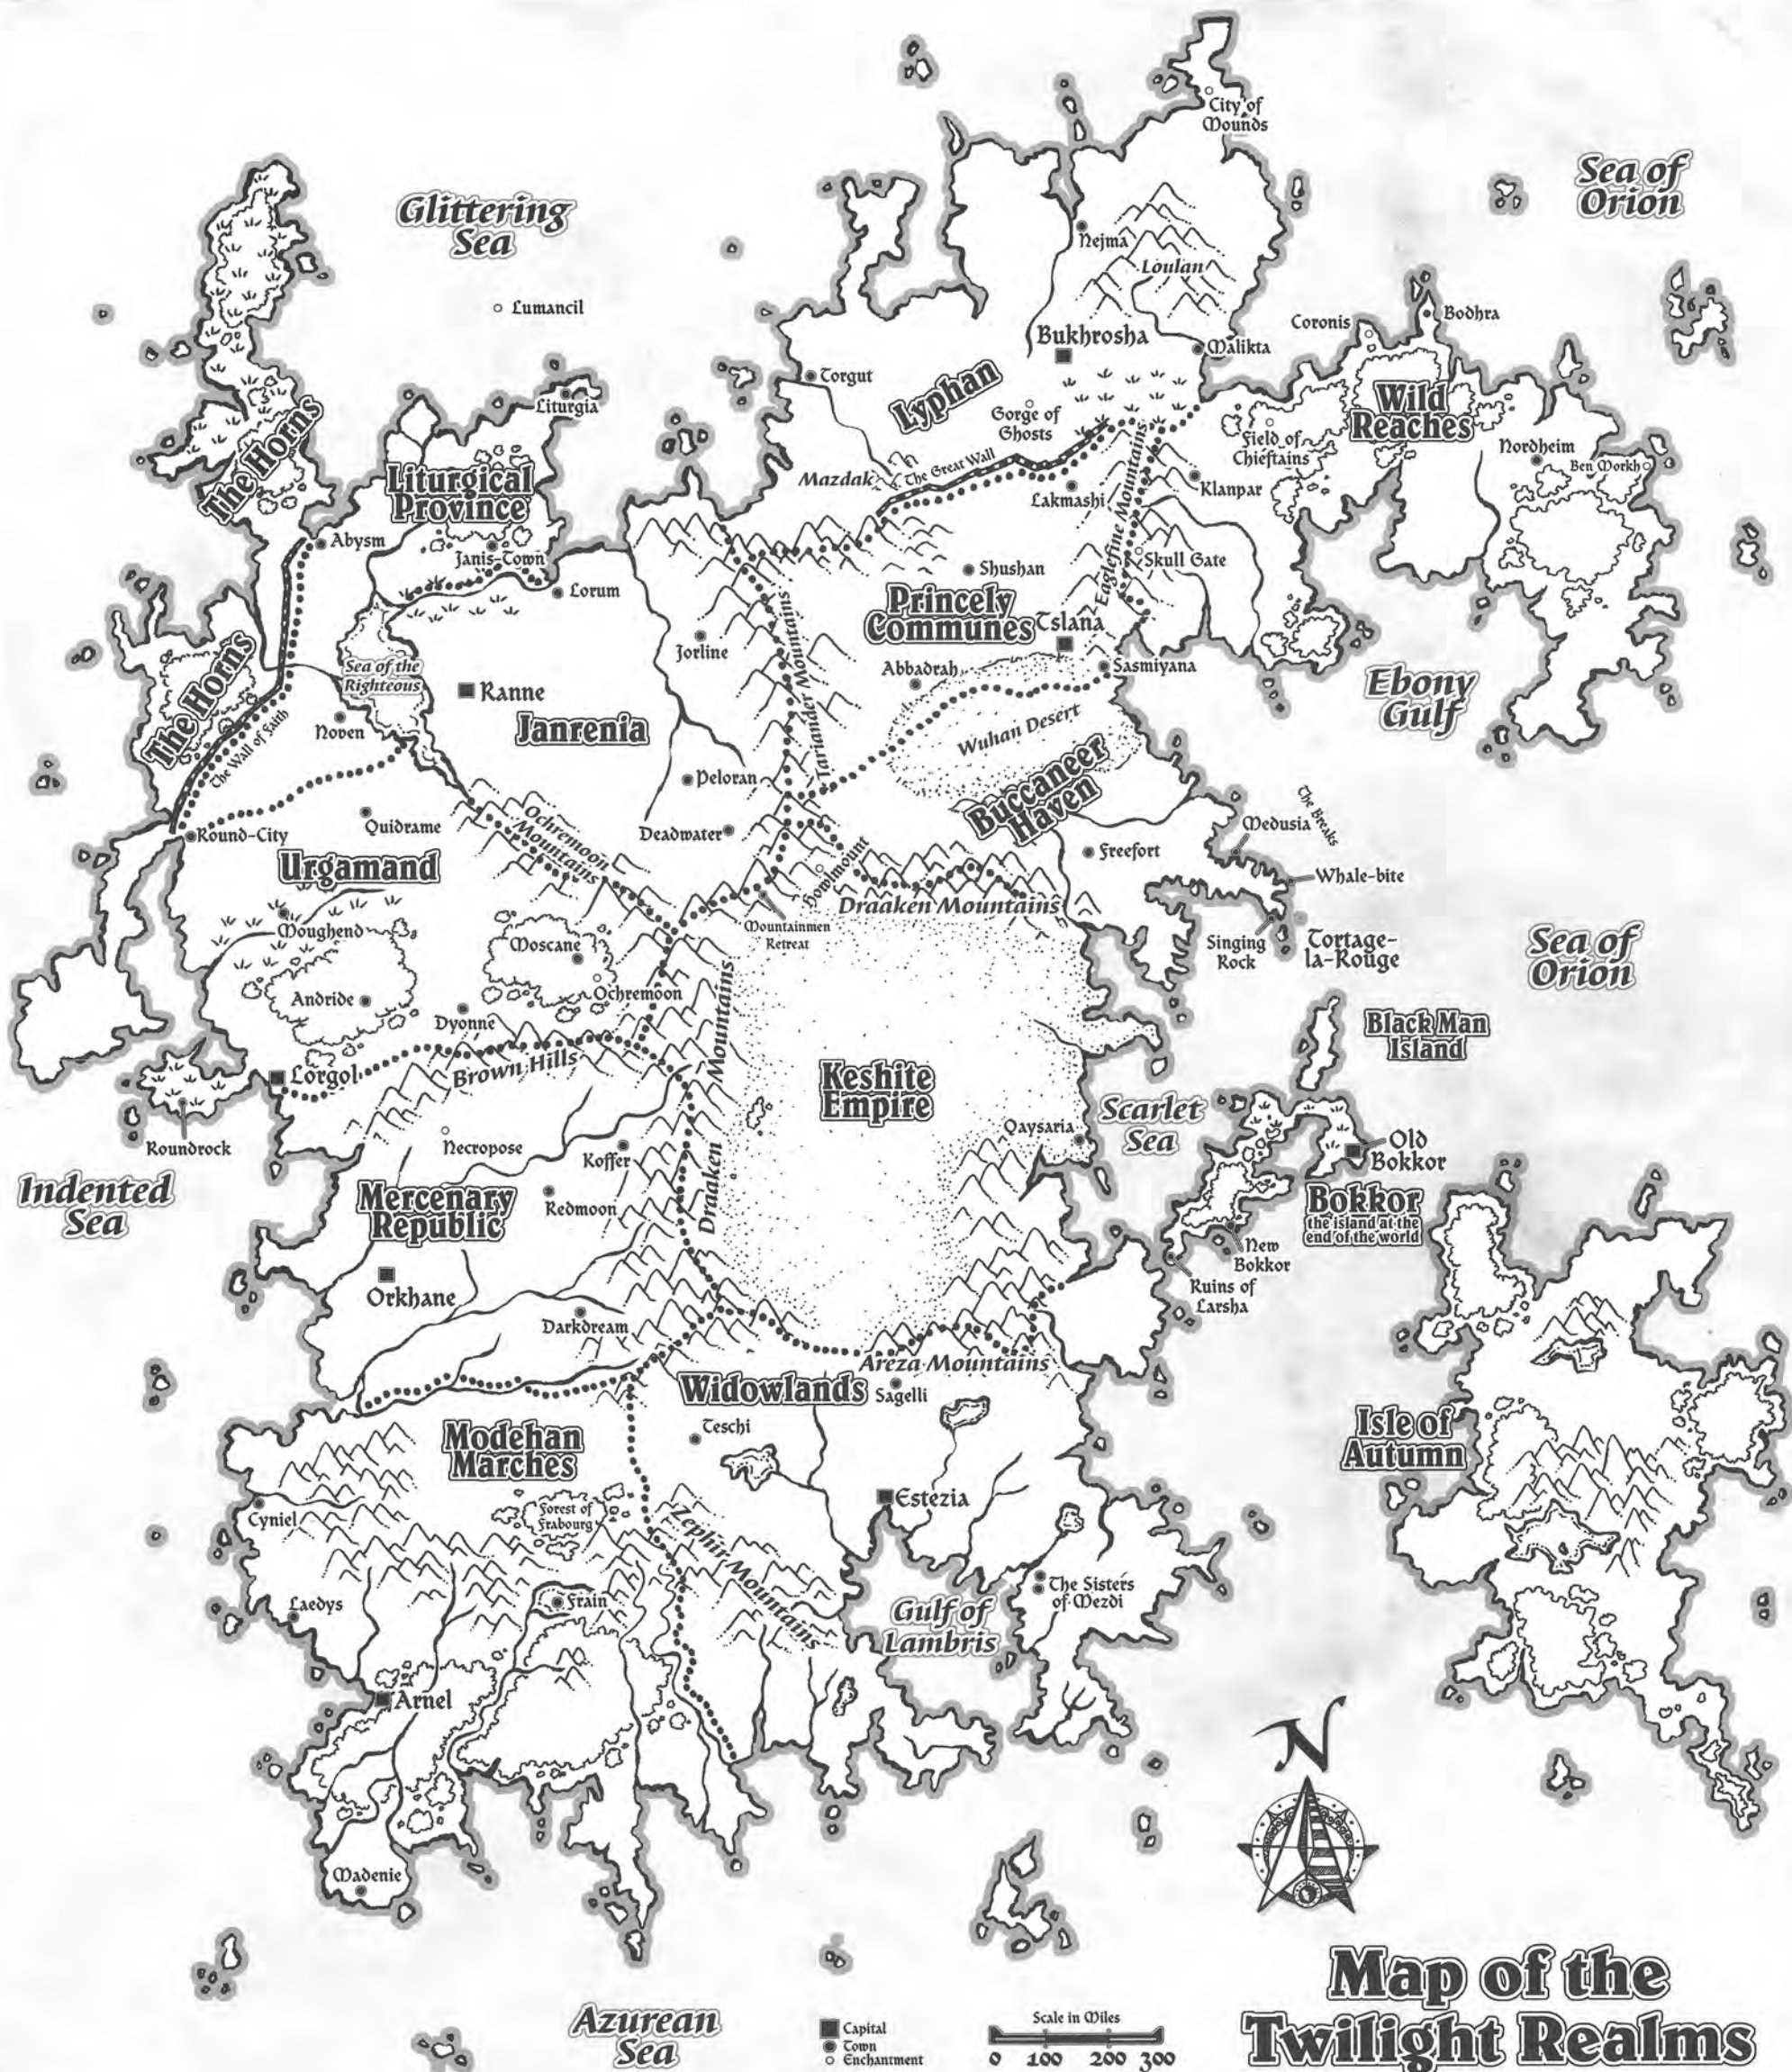 City of
Mounds
Sea of
Orion
Glittering
Sea
Nejma
Loulan
Lumancil
Coronis
Bodhra
Bukhrosha
Malikta
Torgut
Lyphan
Wild
Reaches
Liturgia
Gorge of
Ghosts
Field of
Chieftains
Nordheim
Ben Morkh
The Horns
Liturgical
Province
Mazdak
The Great Wall
Lakmashi
Klanpar
Eaglefine Mountains
Abysm
Janis-Town
Lorum
Shushan
Skull Gate
Princely
Communes
Tslana
Jorline
Tariander Mountains
Abbadrah
Sasmiyana
Sea of the
Righteous
Ranne
The Horns
Noven
Janrenia
The Wall of Faith
Wuhan Desert
Ebony
Gulf
Peloran
Buccaneer
Haven
Ochremoon
Mountains
Round-City
Quidrame
Deadwater
Freefort
Medusia
The Breaks
Whale-bite
Urgamand
Howlmount
Draaken Mountains
Moughend
Moscane
Mountainmen
Retreat
Singing
Rock
Tortage-
la-Rouge
Sea of
Orion
Andride
Ochremoon
Dyonne
Black Man
Island
Brown Hills
Lorgol
Draaken Mountains
Keshite
Empire
Scarlet
Sea
Qaysaria
Old
Bokkor
Roundrock
Necropose
Koffer
Indented
Sea
Mercenary
Republic
Redmoon
Bokkor
the island at the
end of the world
New
Bokkor
Ruins of
Larsha
Orkhane
Darkdream
Areza Mountains
Widowlands
Sagelli
Teschi
Modehan
Marches
Isle of
Autumn
Estezia
Cyniel
Forest of
Frabourg
Zephir Mountains
Laedys
Frain
The Sisters
of Mezdi
Gulf of
Lambris
Arnel
N
Madenie
Azurean
Sea
Capital
Town
Enchantment
Scale in Miles
0 100 200 300
Map of the
Twilight Realms